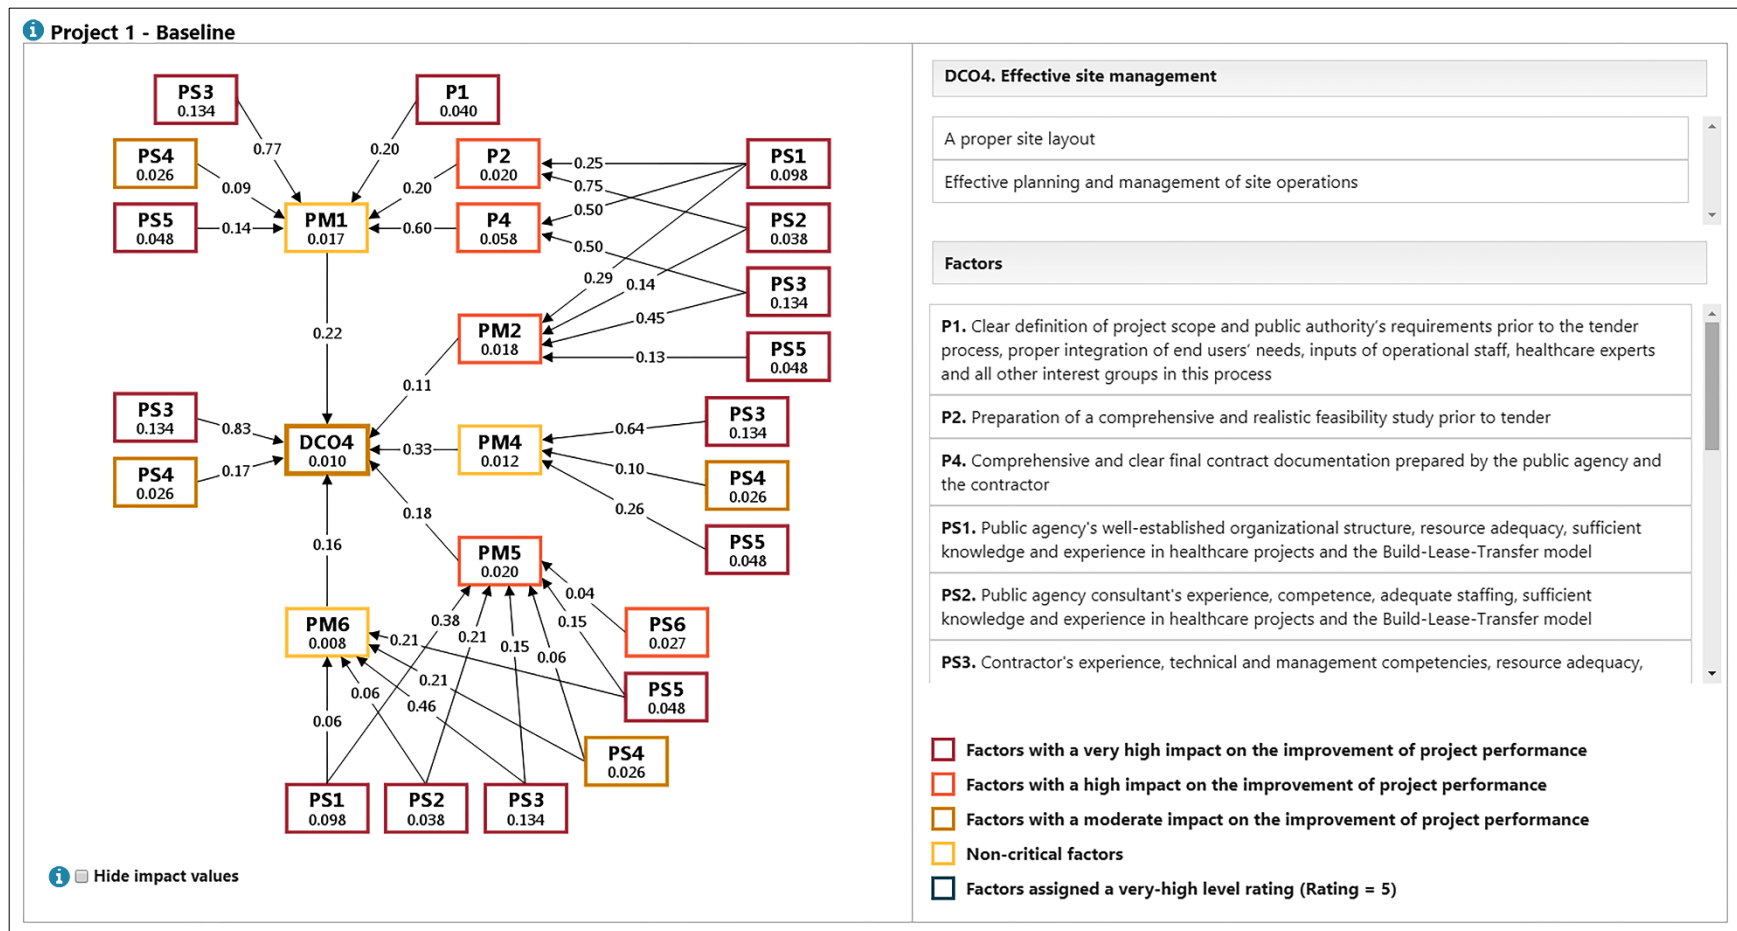 Project 1 - Baseline
PS3
0.134
P1
0.040
0.77
0.20
PS4
0.026
P2
0.020
PS1
0.098
0.25
0.09
0.20
0.75
PS5
0.048
0.14
PM1
0.017
0.60
P4
0.058
0.50
PS2
0.038
0.50
0.29
0.14
PS3
0.134
0.45
0.22
PM2
0.018
0.13
PS5
0.048
0.11
PS3
0.134
0.83
DCO4
0.010
0.33
PM4
0.012
0.64
PS3
0.134
PS4
0.026
0.17
0.10
PS4
0.026
0.26
0.18
PS5
0.048
0.16
PM5
0.020
0.04
PM6
0.008
0.38
0.21
0.21
0.15
0.06
0.15
PS6
0.027
0.21
0.06
0.46
0.06
PS5
0.048
PS4
0.026
PS1
0.098
PS2
0.038
PS3
0.134
Hide impact values
DCO4. Effective site management
A proper site layout
Effective planning and management of site operations
Factors
P1. Clear definition of project scope and public authority's requirements prior to the tender
process, proper integration of end users' needs, inputs of operational staff, healthcare experts
and all other interest groups in this process
P2. Preparation of a comprehensive and realistic feasibility study prior to tender
P4. Comprehensive and clear final contract documentation prepared by the public agency and
the contractor
PS1. Public agency's well-established organizational structure, resource adequacy, sufficient
knowledge and experience in healthcare projects and the Build-Lease-Transfer model
PS2. Public agency consultant's experience, competence, adequate staffing, sufficient
knowledge and experience in healthcare projects and the Build-Lease-Transfer model
PS3. Contractor's experience, technical and management competencies, resource adequacy,
Factors with a very high impact on the improvement of project performance
Factors with a high impact on the improvement of project performance
Factors with a moderate impact on the improvement of project performance
Non-critical factors
Factors assigned a very-high level rating (Rating = 5)